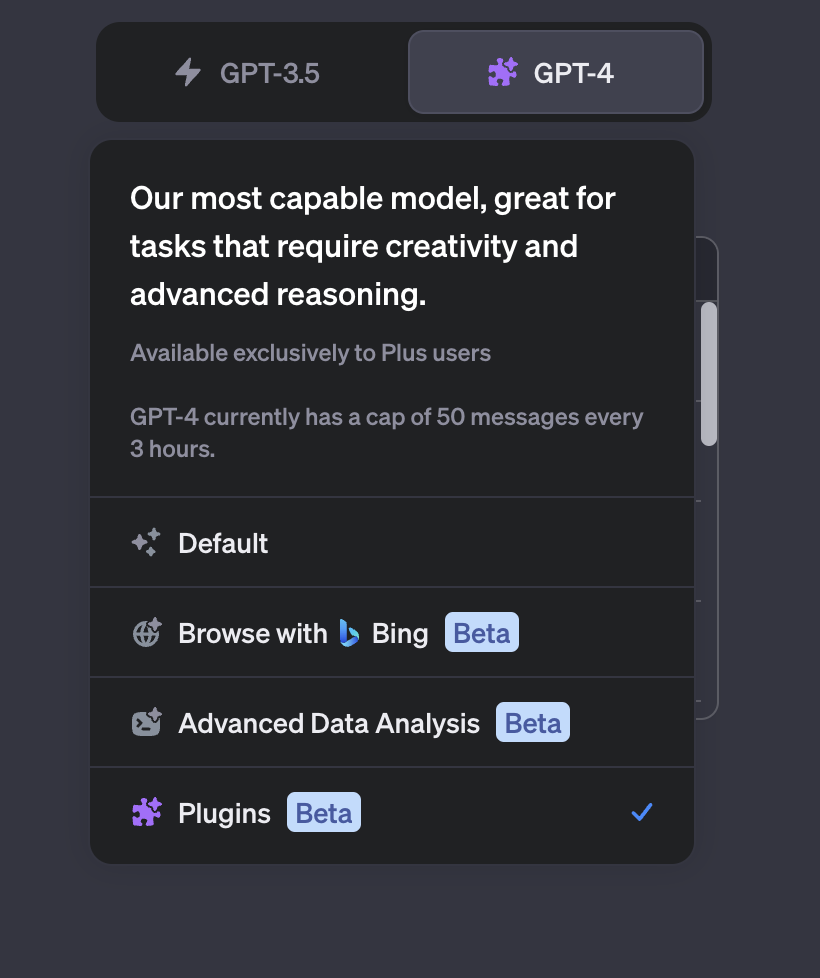 GPT-3.5
GPT-4
Our most capable model, great for
tasks that require creativity and
advanced reasoning.
Available exclusively to Plus users
GPT-4 currently has a cap of 50 messages every
3 hours.
Default
Browse with Bing Beta
Advanced Data Analysis Beta
Plugins Beta